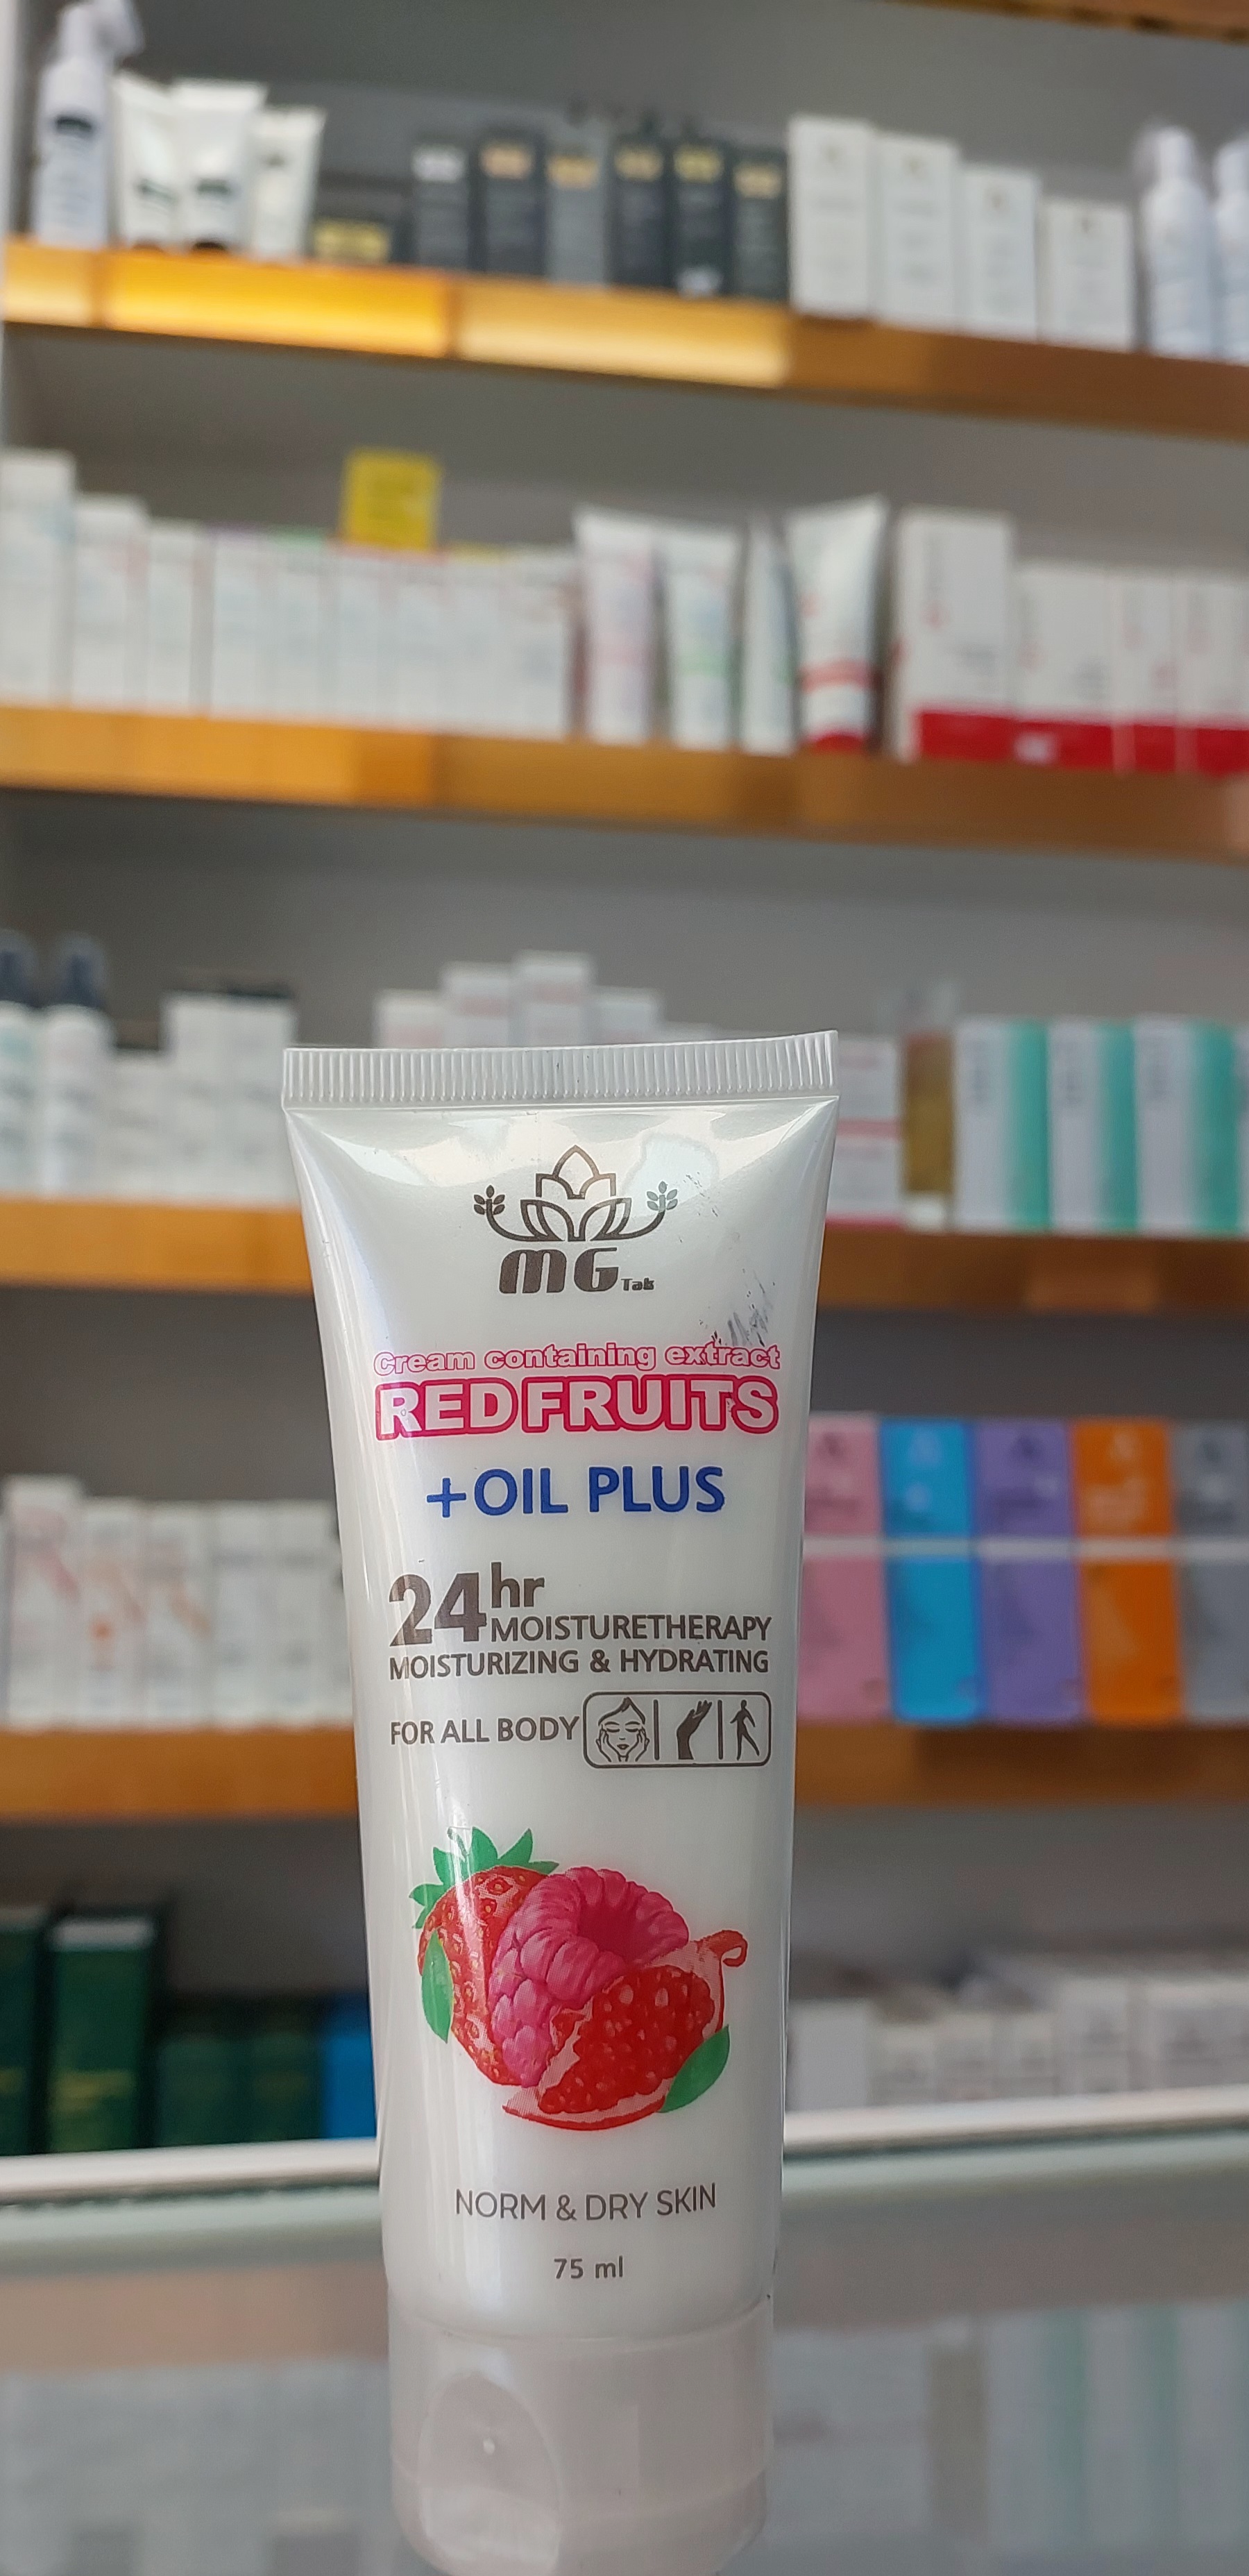 MG Tak
Cream containing extract
RED FRUITS
+OIL PLUS
24hr
MOISTURETHERAPY
MOISTURIZING & HYDRATING
FOR ALL BODY
NORM & DRY SKIN
75 ml